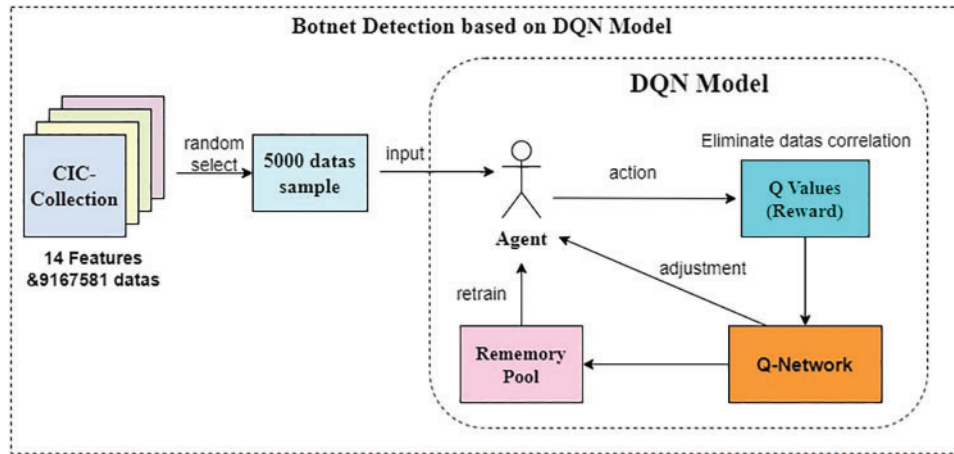 Botnet Detection based on DQN Model
DQN Model
CIC-
Collection
14 Features
&9167581 datas
random
select
5000 datas
sample
input
Agent
action
Eliminate datas correlation
Q Values
(Reward)
adjustment
retrain
Rememory
Pool
Q-Network